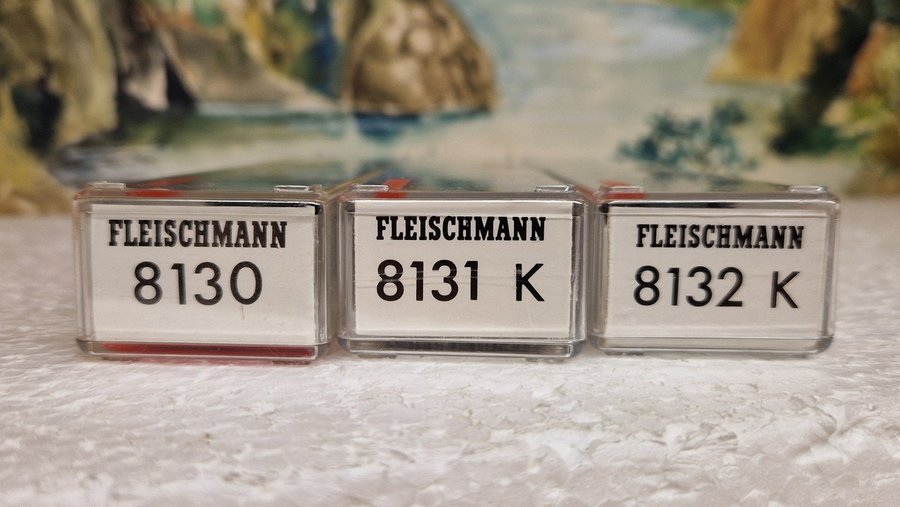 FLEISCHMANN
8130
FLEISCHMANN
8131 K
FLEISCHMANN
8132 K